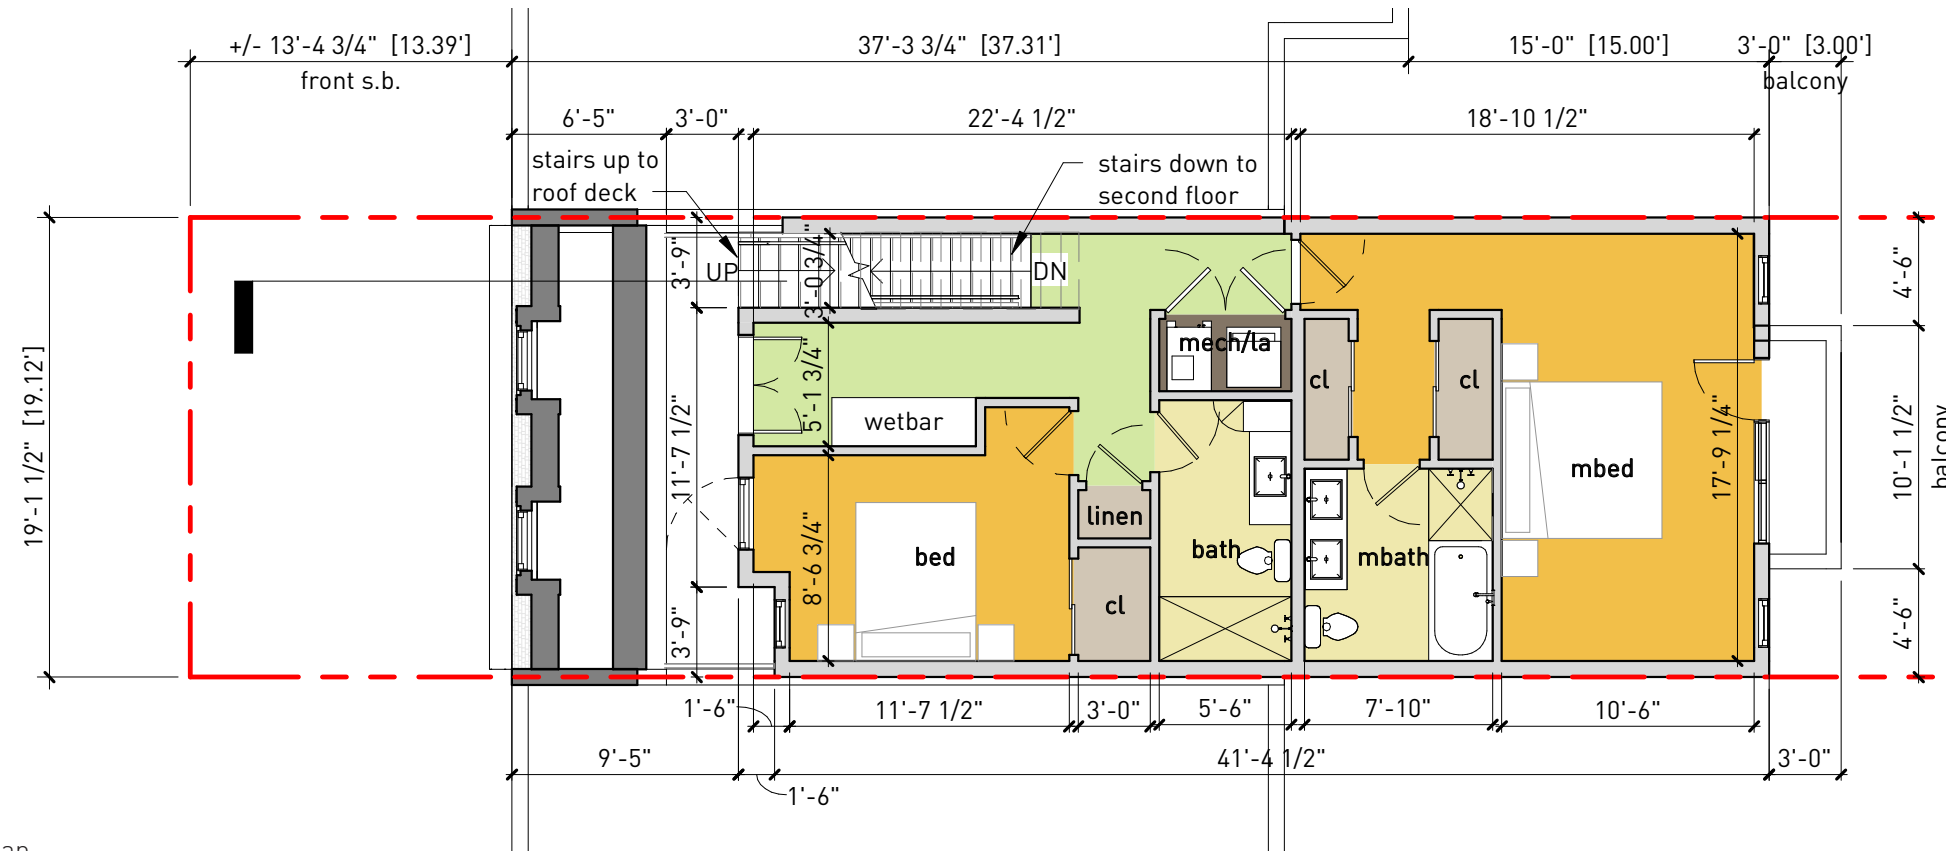 +/- 13'-4 3/4" [13.39']
37'-3 3/4" [37.31']
15'-0" [15.00']
3'-0" [3.00']
front s.b.
balcony
6'-5"
3'-0"
22'-4 1/2"
18'-10 1/2"
stairs up to
roof deck
stairs down to
second floor
UP
DN
3'-9"
3'-0 3/4"
4'-6"
mech/la
cl
cl
5'-1 3/4"
wetbar
19'-1 1/2" [19.12']
11'-7 1/2"
17'-9 1/4"
10'-1 1/2"
balcony
mbed
linen
bed
bath
mbath
8'-6 3/4"
cl
3'-9"
4'-6"
1'-6"
11'-7 1/2"
3'-0"
5'-6"
7'-10"
10'-6"
9'-5"
41'-4 1/2"
3'-0"
1'-6"